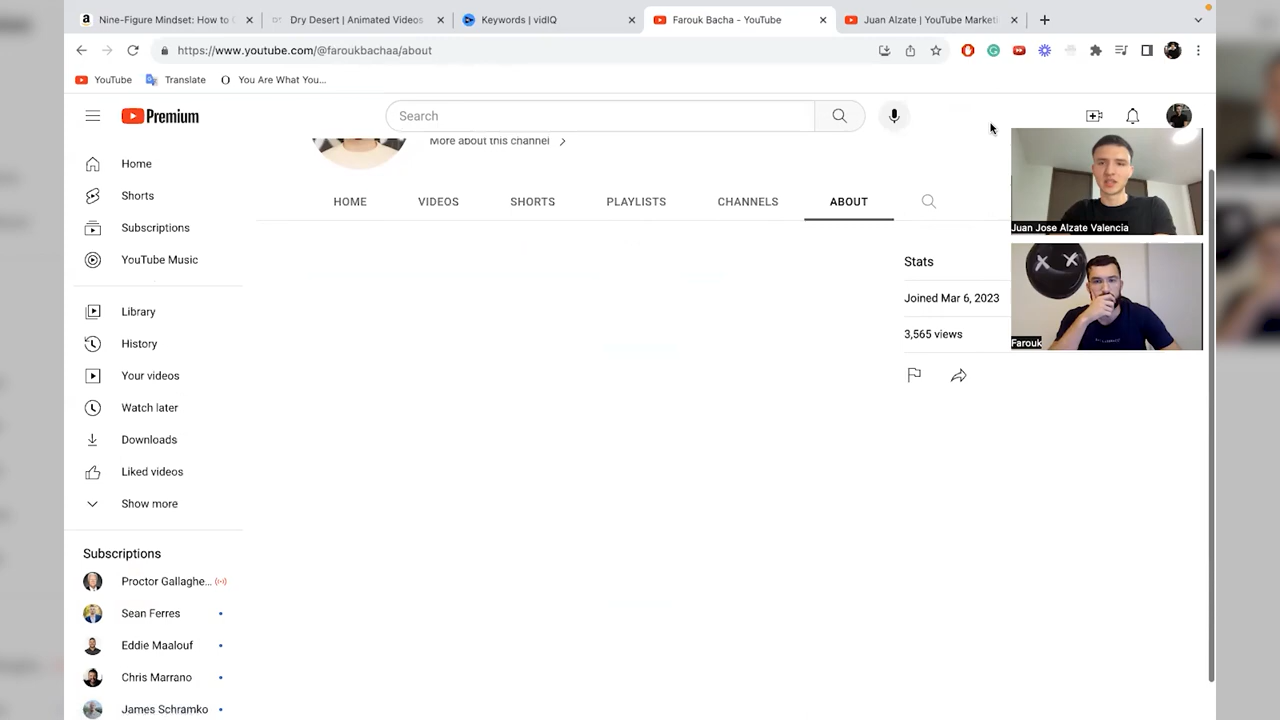 Nine-Figure Mindset: How to
Dry Desert | Animated Videos
Keywords | vidIQ
Farouk Bacha - YouTube
Juan Alzate | YouTube Marketi
https://www.youtube.com/@faroukbachaa/about
YouTube
Translate
You Are What You...
Premium
Search
More about this channel
Home
Shorts
Subscriptions
YouTube Music
Library
History
Your videos
Watch later
Downloads
Liked videos
Show more
Subscriptions
Proctor Gallaghe...
Sean Ferres
Eddie Maalouf
Chris Marrano
James Schramko
HOME
VIDEOS
SHORTS
PLAYLISTS
CHANNELS
ABOUT
Stats
Joined Mar 6, 2023
3,565 views
Juan Jose Alzate Valencia
Farouk